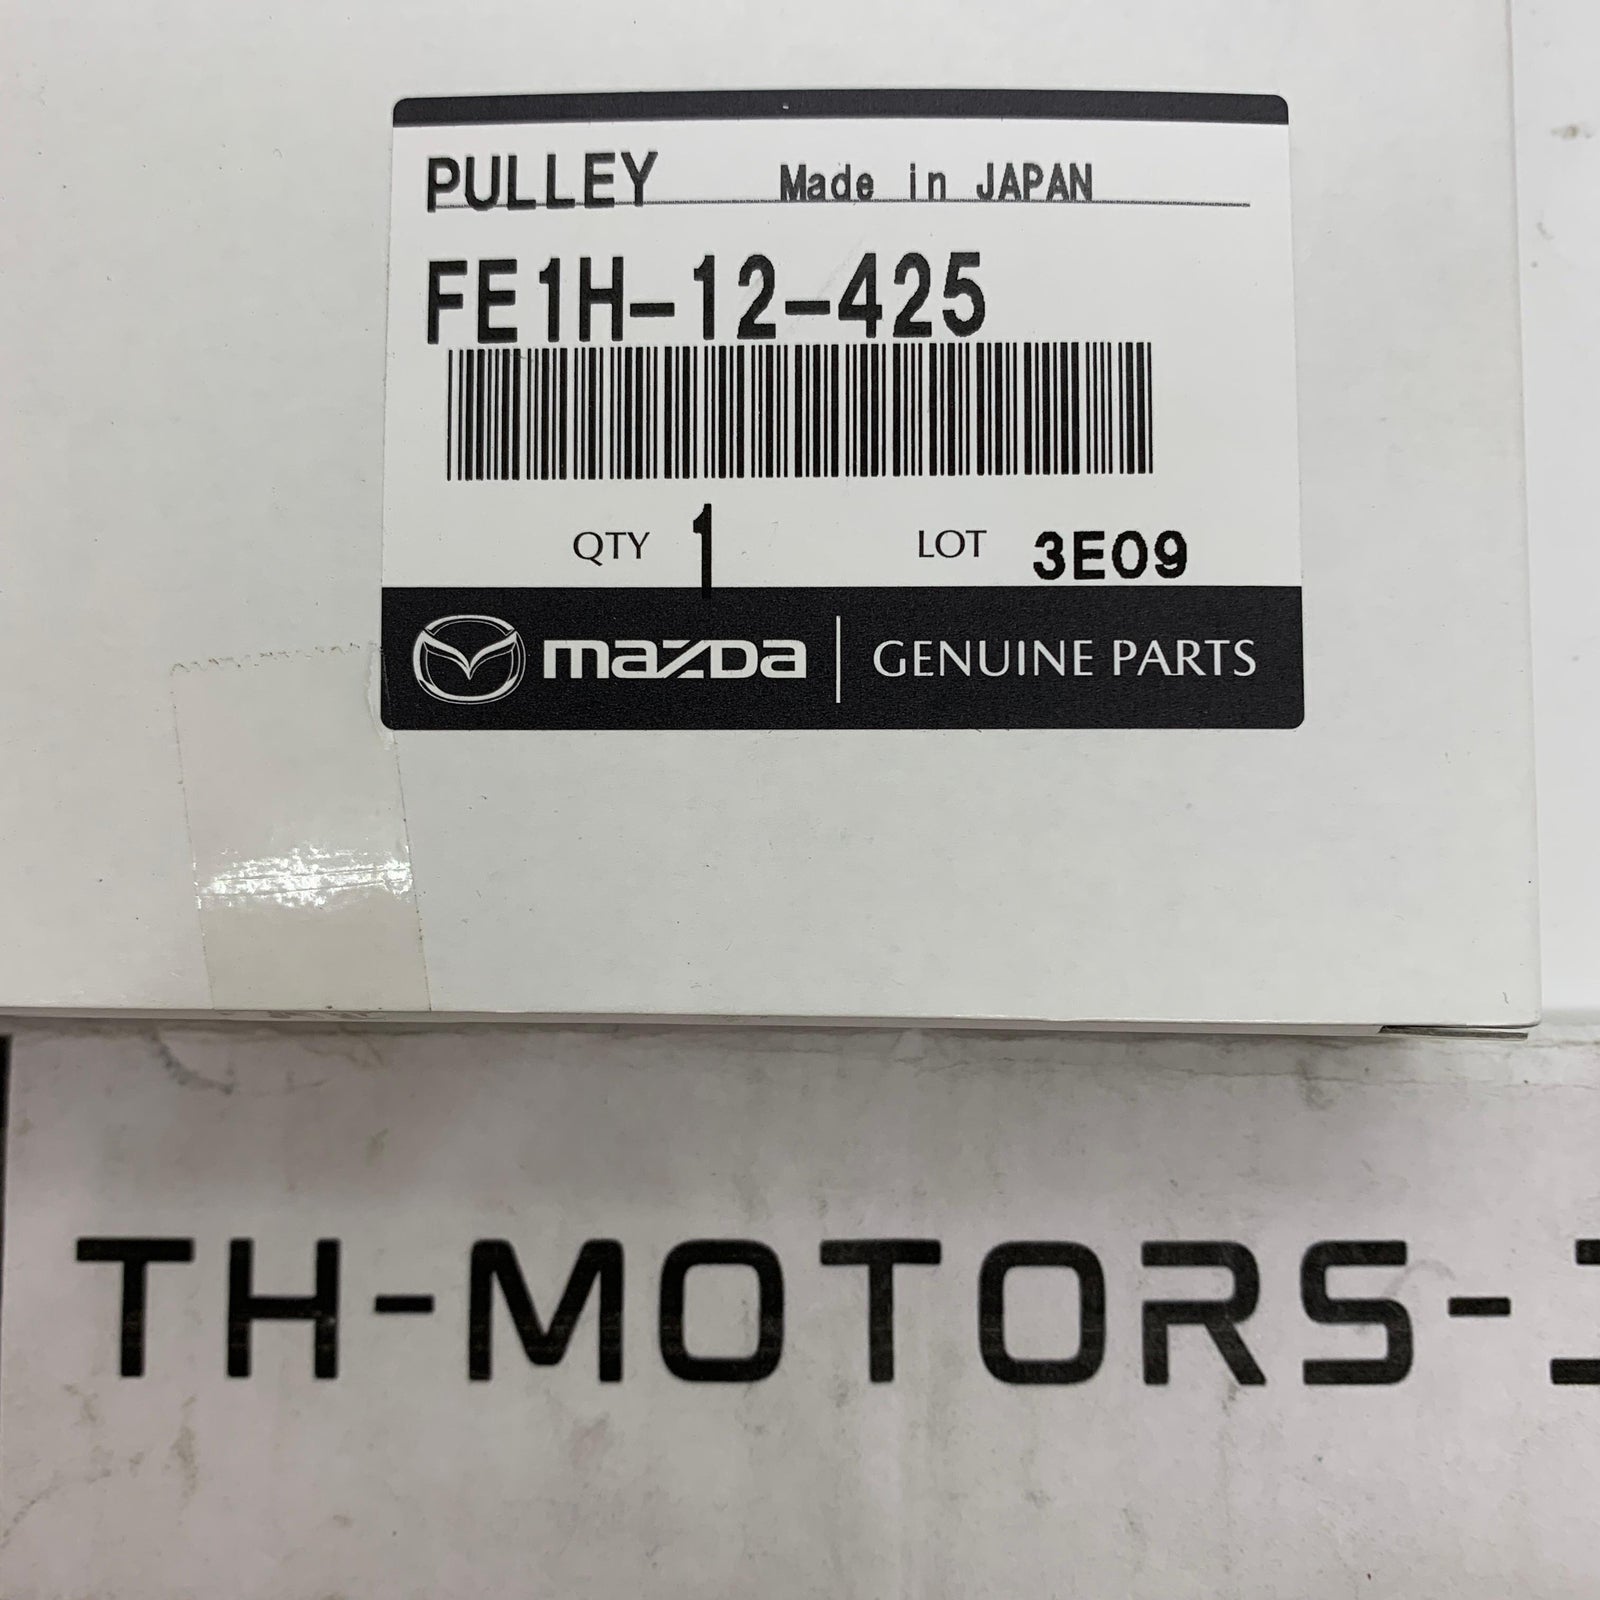 PULLEY Made in JAPAN
FE1H-12-425
QTY 1 LOT 3E09
mazda GENUINE PARTS
TH-MOTORS-